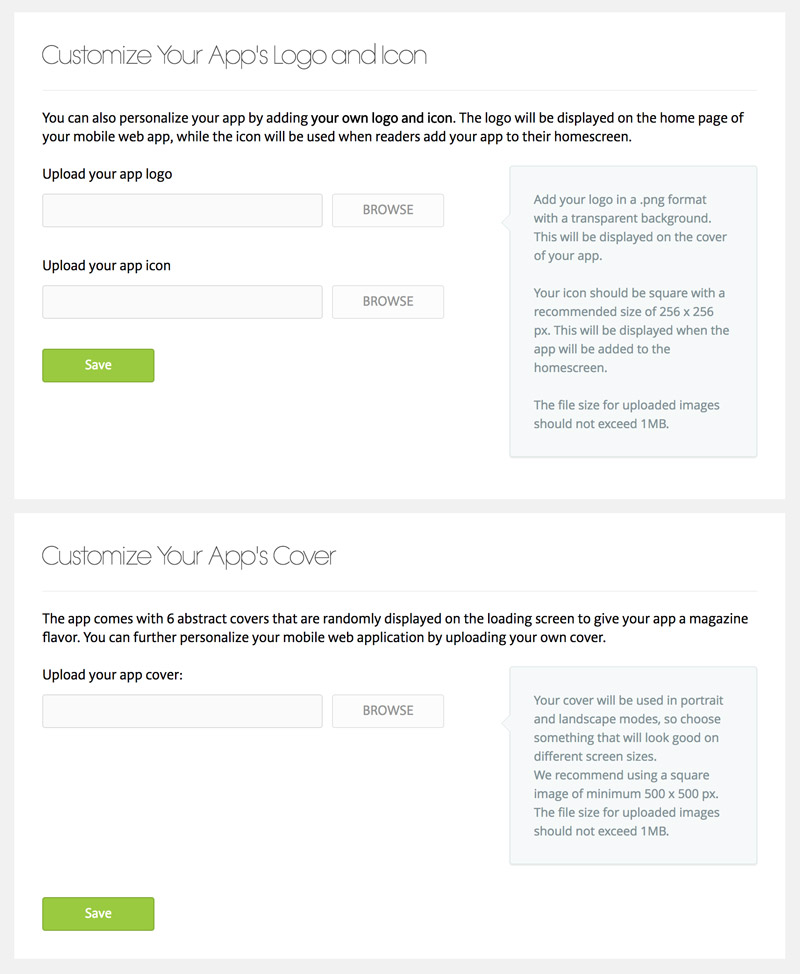 Customize Your App's Logo and Icon
You can also personalize your app by adding your own logo and icon. The logo will be displayed on the home page of
your mobile web app, while the icon will be used when readers add your app to their homescreen.
Upload your app logo
BROWSE
Upload your app icon
BROWSE
Save
Add your logo in a .png format
with a transparent background.
This will be displayed on the cover
of your app.
Your icon should be square with a
recommended size of 256 x 256
px. This will be displayed when the
app will be added to the
homescreen.
The file size for uploaded images
should not exceed 1MB.
Customize Your App's Cover
The app comes with 6 abstract covers that are randomly displayed on the loading screen to give your app a magazine
flavor. You can further personalize your mobile web application by uploading your own cover.
Upload your app cover:
BROWSE
Your cover will be used in portrait
and landscape modes, so choose
something that will look good on
different screen sizes.
We recommend using a square
image of minimum 500 x 500 px.
The file size for uploaded images
should not exceed 1MB.
Save